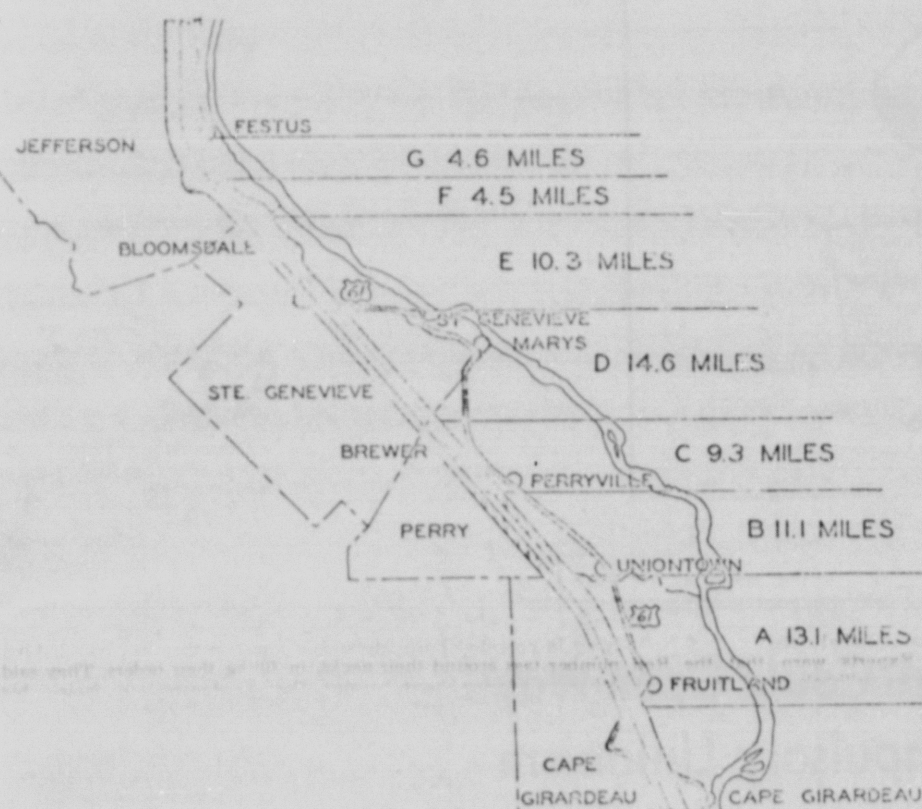 FESTUS
JEFFERSON
G 4.6 MILES
F 4.5 MILES
BLOOMSDALE
E 10.3 MILES
61
ST GENEVIEVE
MARYS
D 14.6 MILES
STE. GENEVIEVE
BREWER
C 9.3 MILES
PERRYVILLE
PERRY
B 11.1 MILES
UNIONTOWN
61
A 13.1 MILES
FRUITLAND
CAPE
GIRARDEAU
CAPE GIRARDEAU